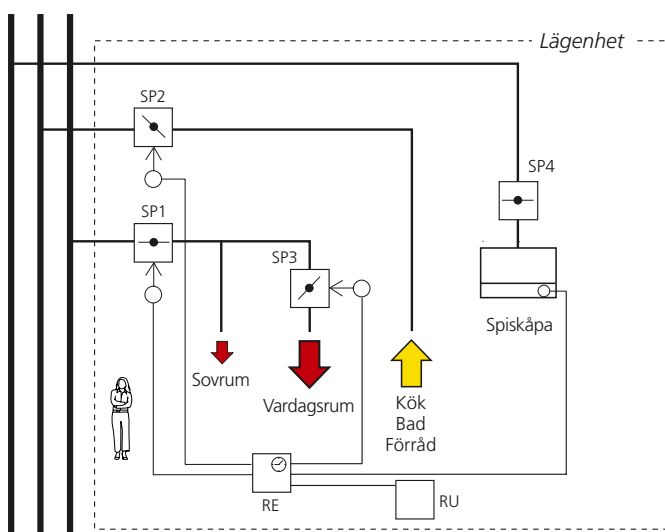 Lägenhet
SP2
SP4
SP1
SP3
Spiskåpa
Sovrum
Vardagsrum
Kök
Bad
Förråd
RE
RU